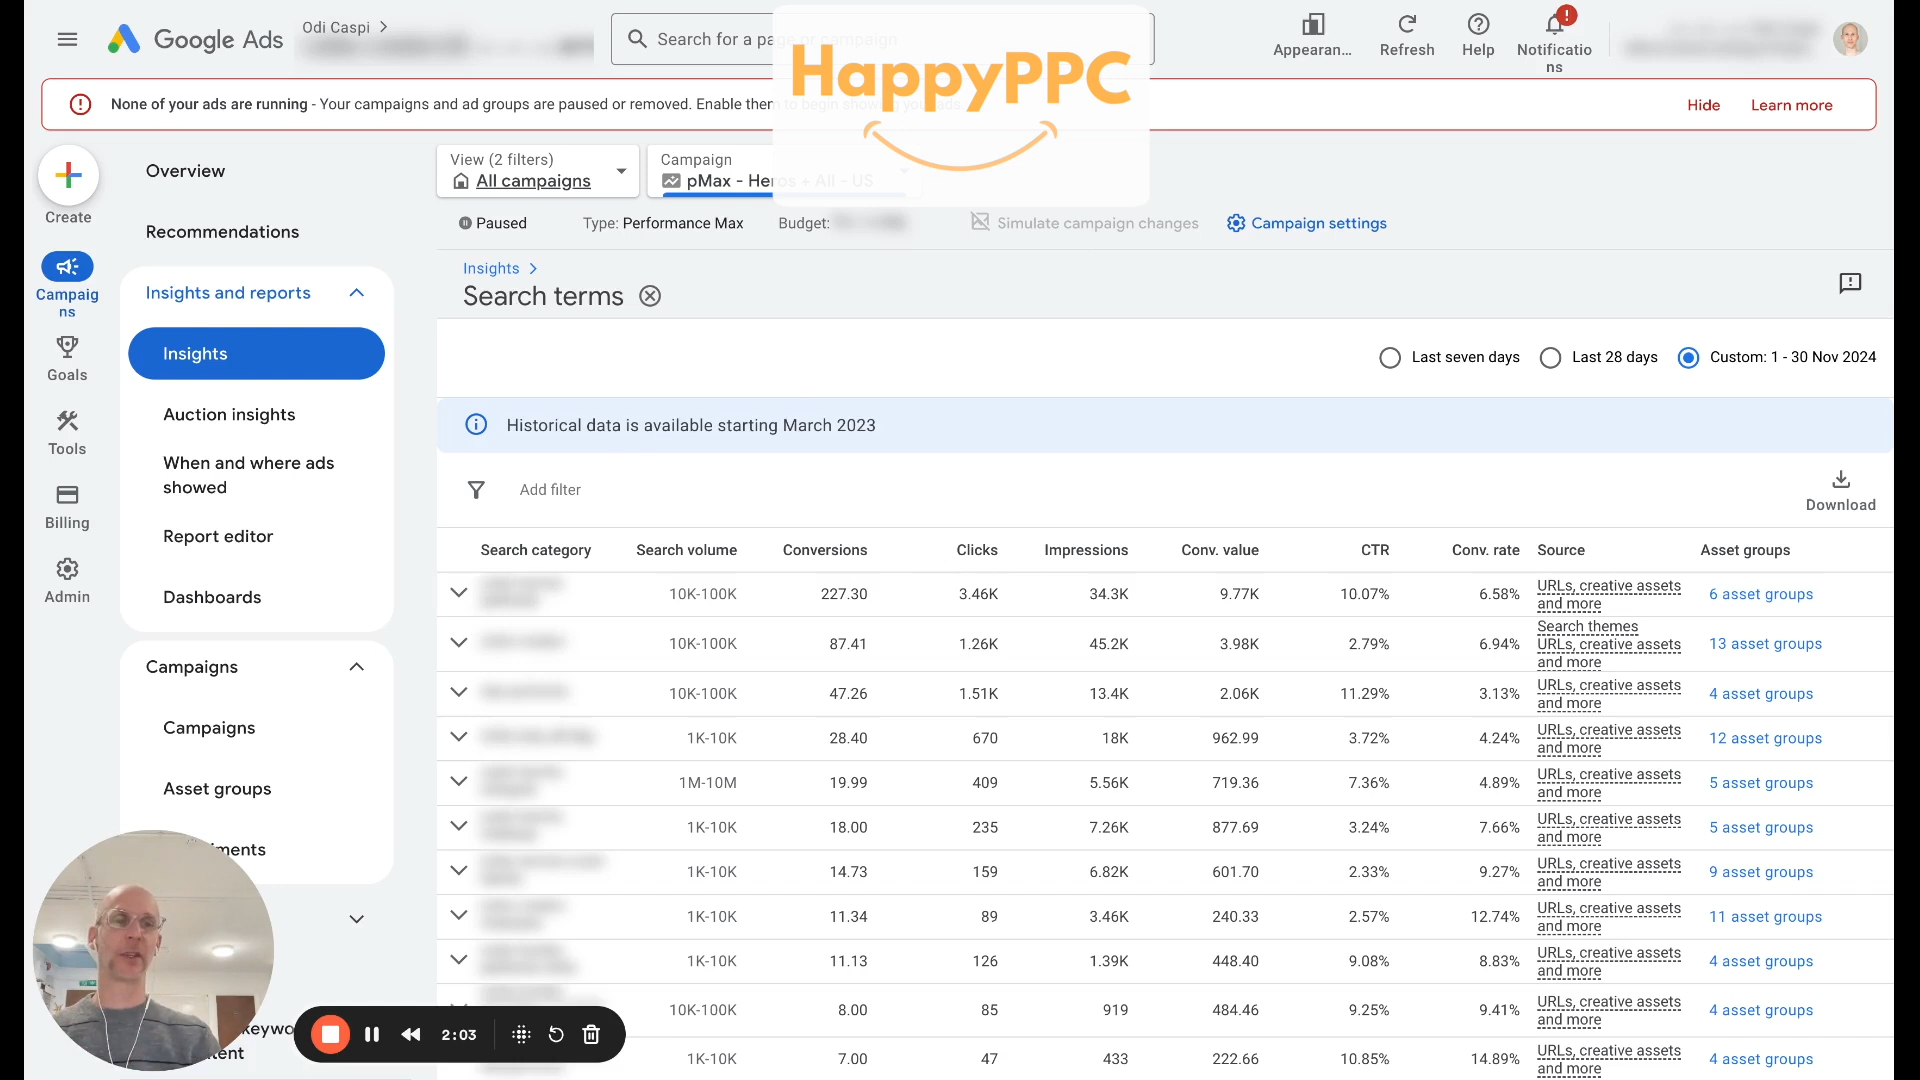 Google Ads
Odi Caspi
Search for a page or campaign
Appearan...
Refresh
Help
Notificatio
ns
HappyPPC
None of your ads are running - Your campaigns and ad groups are paused or removed. Enable them to begin showing your ads.
Hide
Learn more
Create
Campaig
ns
Goals
Tools
Billing
Admin
Overview
Recommendations
Insights and reports
Insights
Auction insights
When and where ads
showed
Report editor
Dashboards
Campaigns
Campaigns
Asset groups
View (2 filters)
All campaigns
Campaign
pMax - Heros + All - US
Paused
Type: Performance Max
Budget:
Simulate campaign changes
Campaign settings
Insights
Search terms
Last seven days
Last 28 days
Custom: 1 - 30 Nov 2024
Historical data is available starting March 2023
Add filter
Download
Search category Search volume Conversions Clicks Impressions Conv. value CTR Conv. rate Source Asset groups
10K-100K 227.30 3.46K 34.3K 9.77K 10.07% 6.58% URLs, creative assets
and more
6 asset groups
10K-100K 87.41 1.26K 45.2K 3.98K 2.79% 6.94% Search themes
URLs, creative assets
and more
13 asset groups
10K-100K 47.26 1.51K 13.4K 2.06K 11.29% 3.13% URLs, creative assets
and more
4 asset groups
1K-10K 28.40 670 18K 962.99 3.72% 4.24% URLs, creative assets
and more
12 asset groups
1M-10M 19.99 409 5.56K 719.36 7.36% 4.89% URLs, creative assets
and more
5 asset groups
1K-10K 18.00 235 7.26K 877.69 3.24% 7.66% URLs, creative assets
and more
5 asset groups
1K-10K 14.73 159 6.82K 601.70 2.33% 9.27% URLs, creative assets
and more
9 asset groups
1K-10K 11.34 89 3.46K 240.33 2.57% 12.74% URLs, creative assets
and more
11 asset groups
1K-10K 11.13 126 1.39K 448.40 9.08% 8.83% URLs, creative assets
and more
4 asset groups
10K-100K 8.00 85 919 484.46 9.25% 9.41% URLs, creative assets
and more
4 asset groups
1K-10K 7.00 47 433 222.66 10.85% 14.89% URLs, creative assets
and more
4 asset groups
2:03